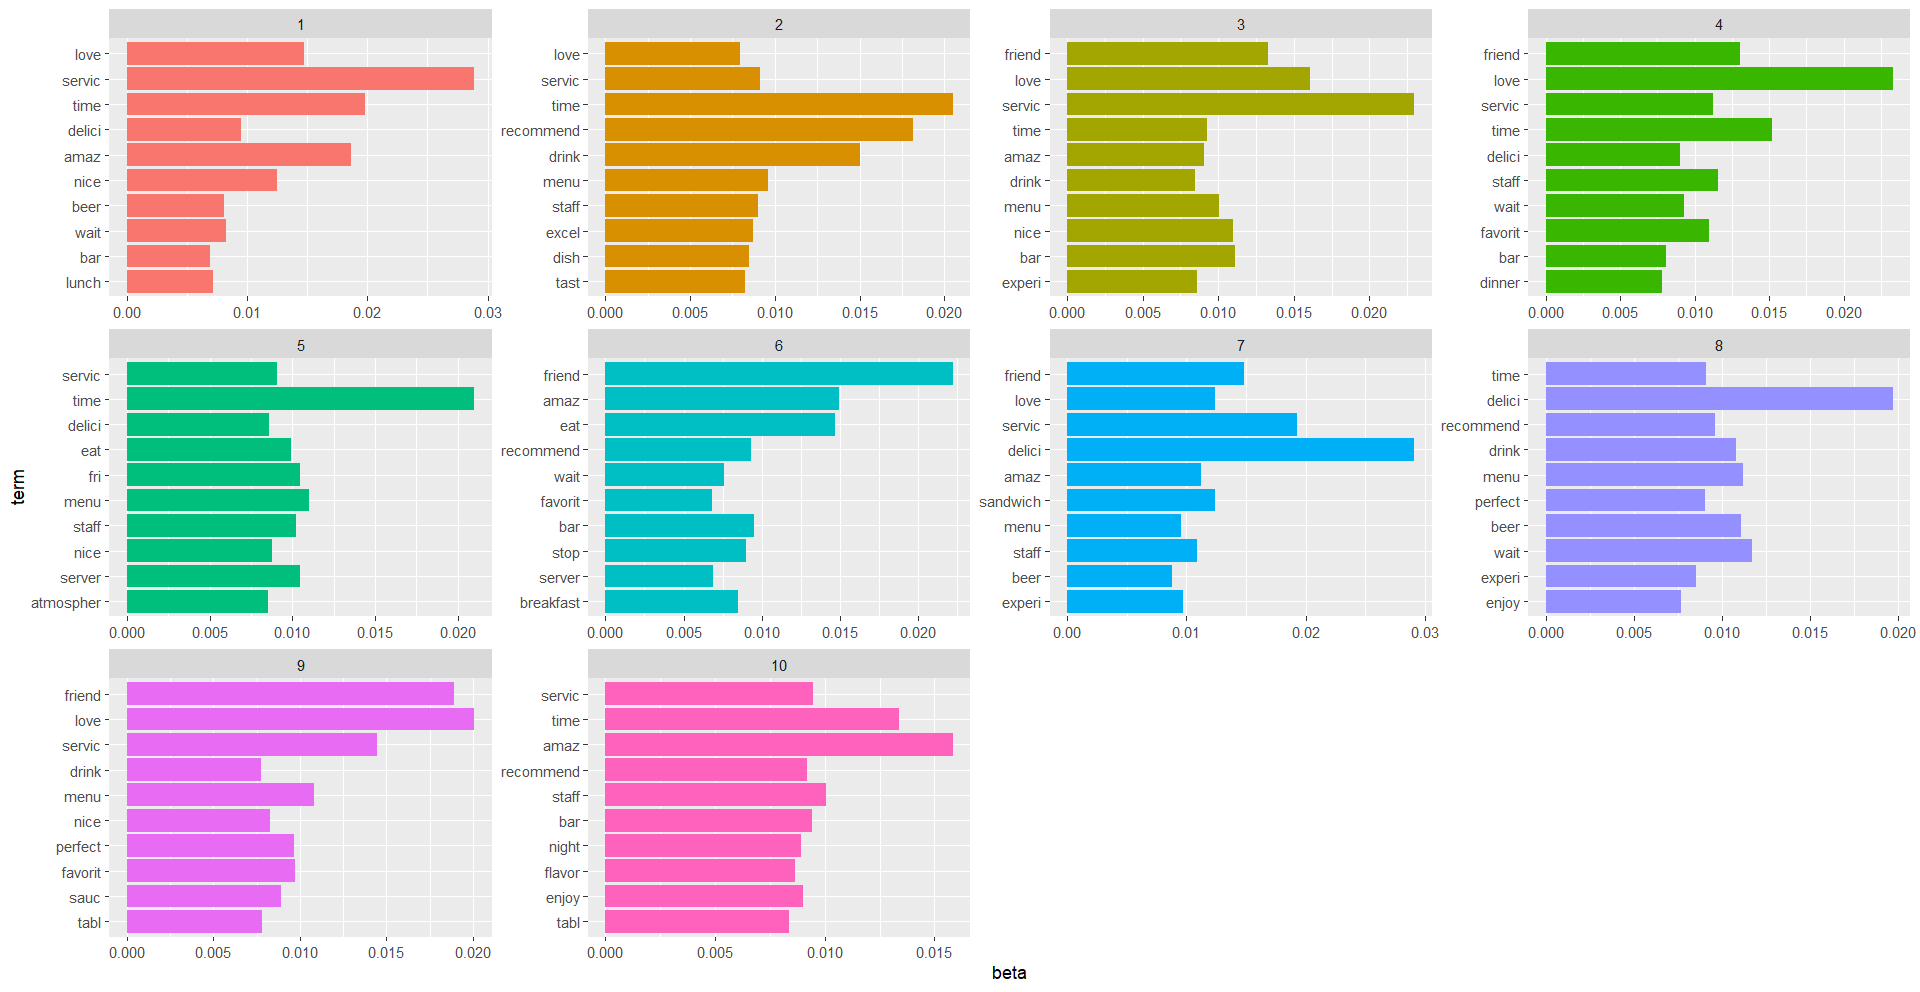 1
love
servic
time
delici
amaz
nice
beer
wait
bar
lunch
0.00 0.01 0.02 0.03
2
love
servic
time
recommend
drink
menu
staff
excel
dish
tast
0.000 0.005 0.010 0.015 0.020
3
friend
love
servic
time
amaz
drink
menu
nice
bar
experi
0.000 0.005 0.010 0.015 0.020
4
friend
love
servic
time
delici
staff
wait
favorit
bar
dinner
0.000 0.005 0.010 0.015 0.020
5
servic
time
delici
eat
fri
menu
staff
nice
server
atmospher
0.000 0.005 0.010 0.015 0.020
6
friend
amaz
eat
recommend
wait
favorit
bar
stop
server
breakfast
0.000 0.005 0.010 0.015 0.020
7
friend
love
servic
delici
amaz
sandwich
menu
staff
beer
experi
0.00 0.01 0.02 0.03
8
time
delici
recommend
drink
menu
perfect
beer
wait
experi
enjoy
0.000 0.005 0.010 0.015 0.020
9
friend
love
servic
drink
menu
nice
perfect
favorit
sauc
tabl
0.000 0.005 0.010 0.015 0.020
10
servic
time
amaz
recommend
staff
bar
night
flavor
enjoy
tabl
0.000 0.005 0.010 0.015
term
beta